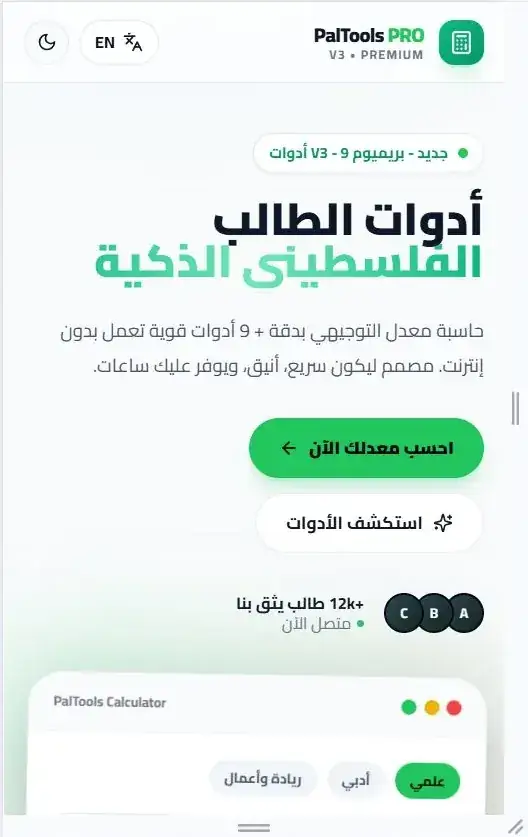 PalTools PRO
V3 • PREMIUM
EN
جديد - بريميوم V3 - 9 أدوات
أدوات الطالب
الفلسطيني الذكية
حاسبة معدل التوجيهي بدقة + 9 أدوات قوية تعمل بدون
إنترنت. مصمم ليكون سريع، أنيق، ويوفر عليك ساعات.
احسب معدلك الآن ←
استكشف الأدوات
A B C
+12k طالب يثق بنا
متصل الآن
PalTools Calculator
علمي
أدبي
ريادة وأعمال